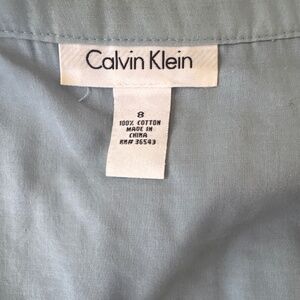 Calvin Klein
8
100% COTTON
MADE IN
CHINA
RN# 36543